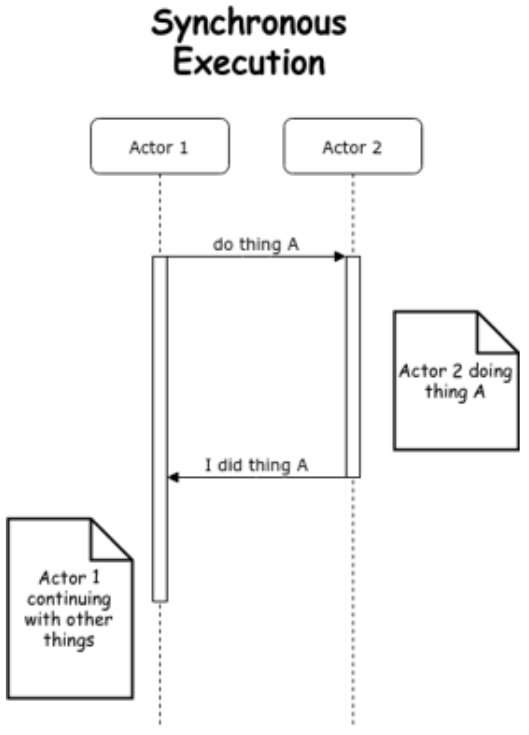 Synchronous
Execution
Actor 1
Actor 2
do thing A
Actor 2 doing
thing A
I did thing A
Actor 1
continuing
with other
things